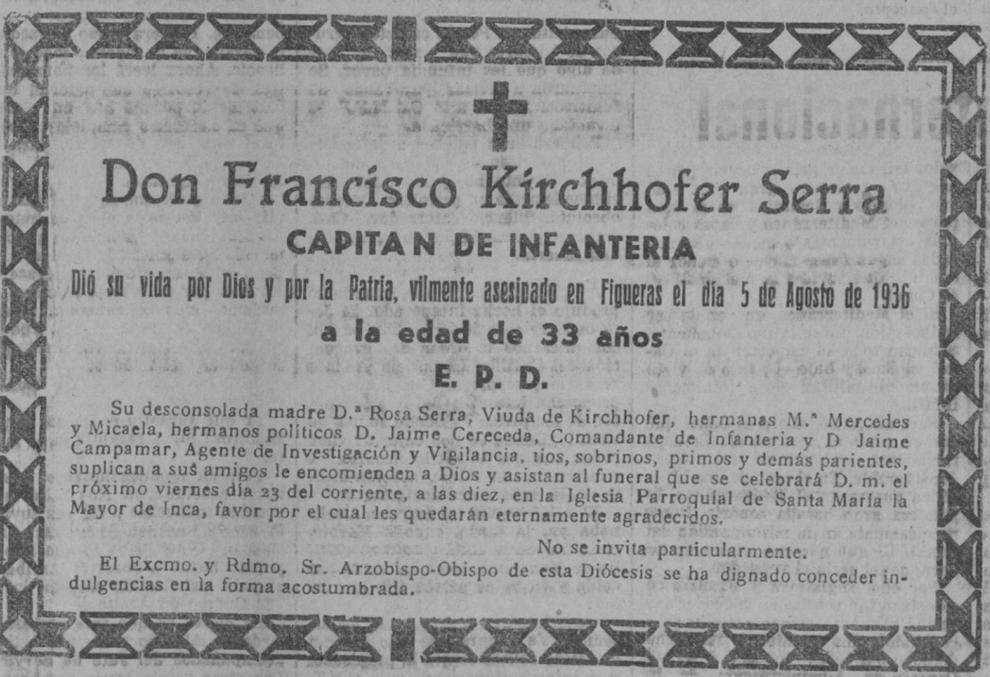 Don Francisco Kirchhofer Serra
CAPITAN DE INFANTERIA
Dió su vida por Dios y por la Patria, vilmente asesinado en Figueras el día 5 de Agosto de 1936
a la edad de 33 años
E. P. D.
Su desconsolada madre D.ª Rosa Serra, Viuda de Kirchhofer, hermanas M.ª Mercedes
y Micaela, hermanos políticos D. Jaime Cereceda, Comandante de Infantería y D Jaime
Campamar, Agente de Investigación y Vigilancia, tios, sobrinos, primos y demás parientes,
suplican a sus amigos le encomienden a Dios y asistan al funeral que se celebrará D. m. el
próximo viernes día 23 del corriente, a las diez, en la Iglesia Parroquíal de Santa María la
Mayor de Inca, favor por el cual les quedarán eternamente agradecidos.
No se invita particularmente.
El Excmo. y Rdmo. Sr. Arzobispo-Obispo de esta Diócesis se ha dignado conceder in-
dulgencias en la forma acostumbrada.